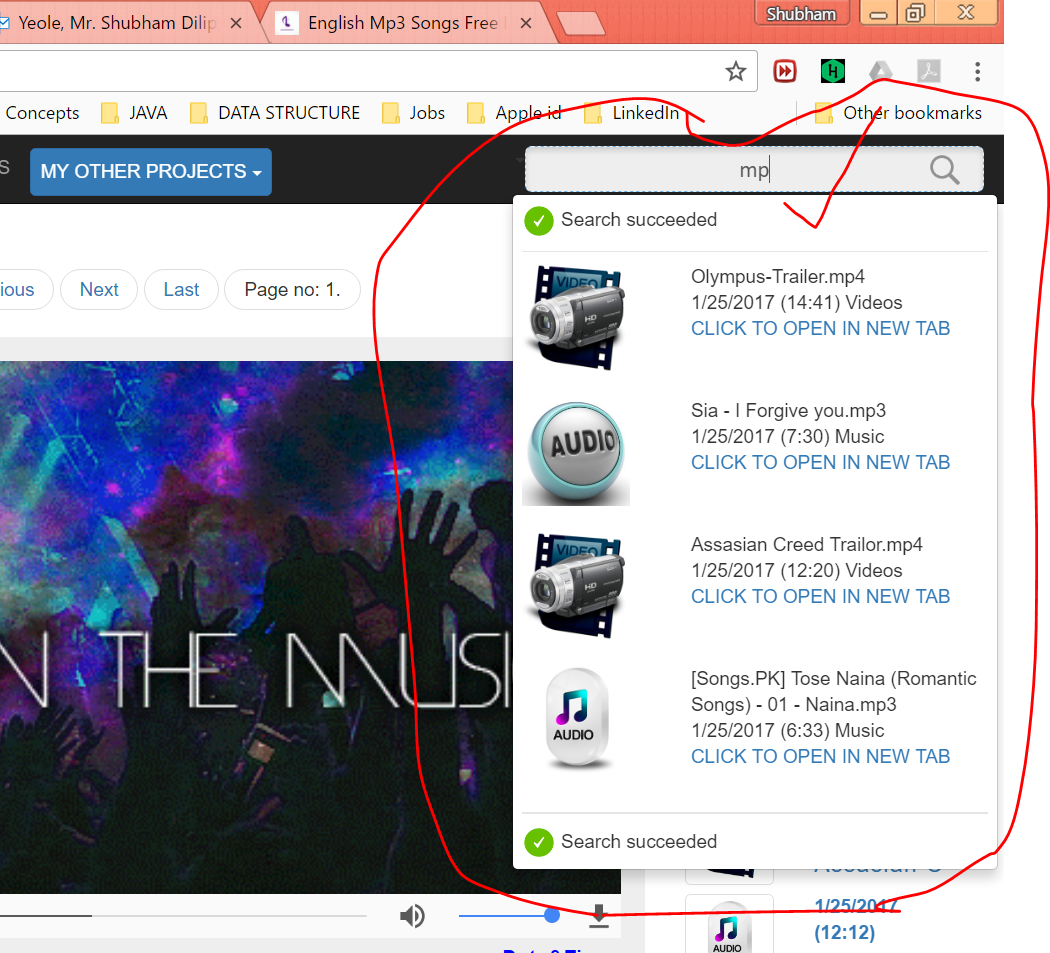 Yeole, Mr. Shubham Dilip
English Mp3 Songs Free
Shubham
Concepts
JAVA
DATA STRUCTURE
Jobs
Apple id
LinkedIn
Other bookmarks
S
MY OTHER PROJECTS
mp
Search succeeded
ious
Next
Last
Page no: 1.
VIDEO
HD
Olympus-Trailer.mp4
1/25/2017 (14:41) Videos
CLICK TO OPEN IN NEW TAB
AUDIO
Sia - I Forgive you.mp3
1/25/2017 (7:30) Music
CLICK TO OPEN IN NEW TAB
VIDEO
HD
Assasian Creed Trailor.mp4
1/25/2017 (12:20) Videos
CLICK TO OPEN IN NEW TAB
N THE MUSI
AUDIO
[Songs.PK] Tose Naina (Romantic
Songs) - 01 - Naina.mp3
1/25/2017 (6:33) Music
CLICK TO OPEN IN NEW TAB
Search succeeded
1/25/2017
(12:12)
AUDIO